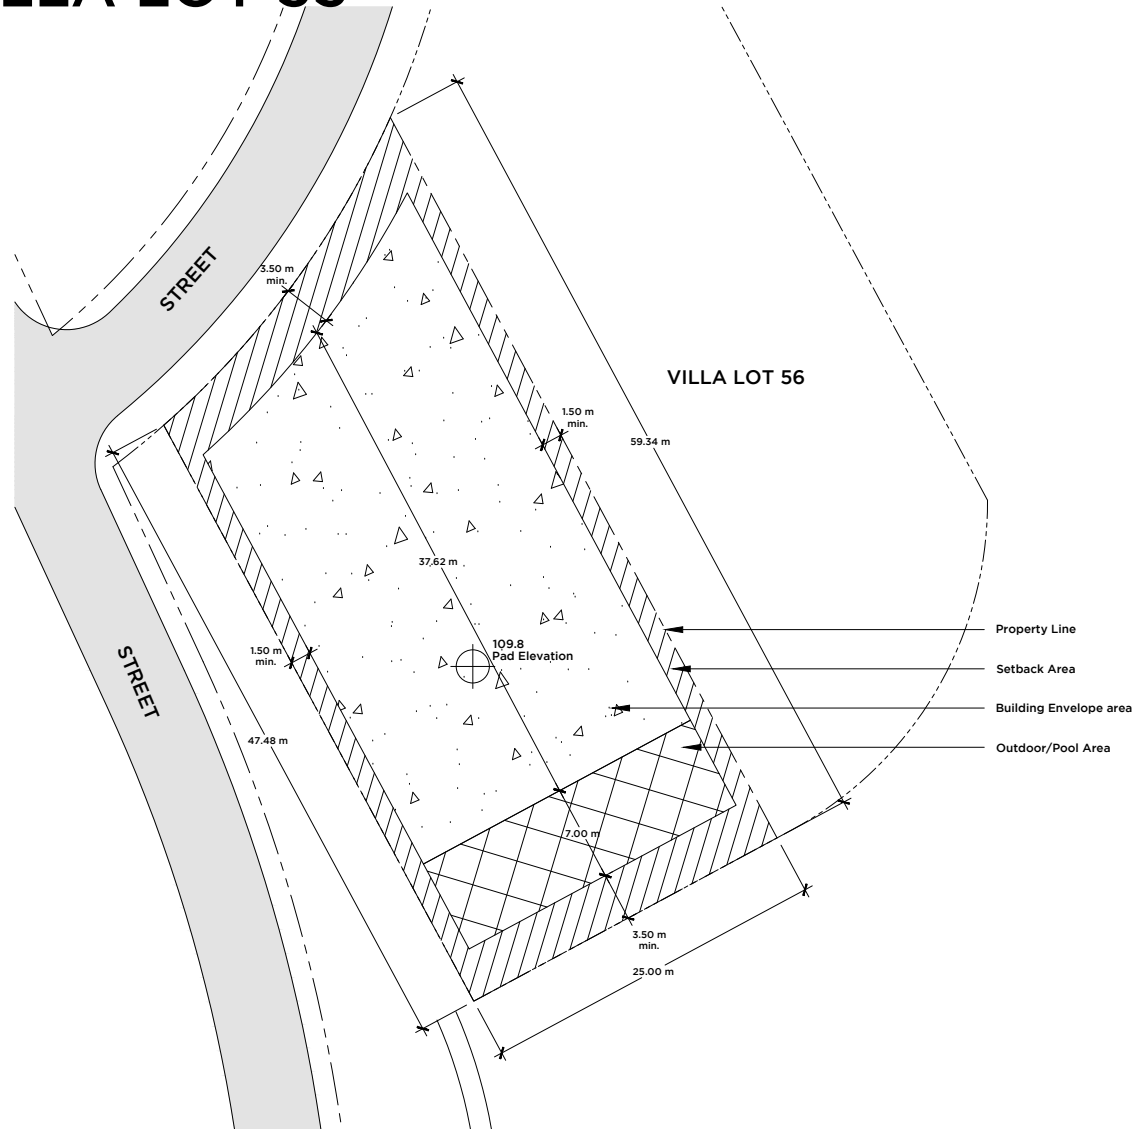 STREET
3.50 m
min.
VILLA LOT 56
1.50 m
min.
59.34 m
37.62 m
109.8
Pad Elevation
Property Line
1.50 m
min.
Setback Area
STREET
Building Envelope area
47.48 m
Outdoor/Pool Area
7.00 m
3.50 m
min.
25.00 m